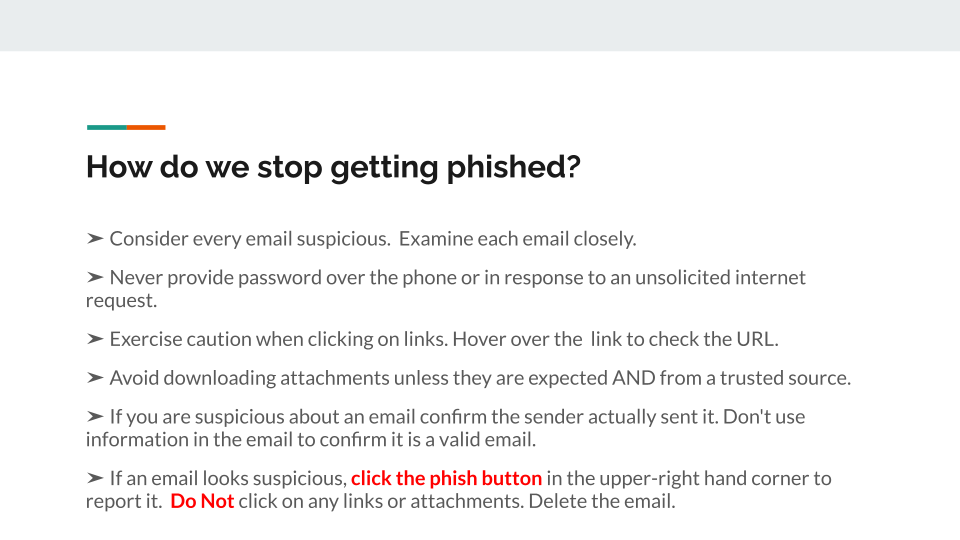 How do we stop getting phished?
➤ Consider every email suspicious.  Examine each email closely.
➤ Never provide password over the phone or in response to an unsolicited internet
request.
➤ Exercise caution when clicking on links. Hover over the  link to check the URL.
➤ Avoid downloading attachments unless they are expected AND from a trusted source.
➤ If you are suspicious about an email confirm the sender actually sent it. Don't use
information in the email to confirm it is a valid email.
➤ If an email looks suspicious, click the phish button in the upper-right hand corner to
report it.  Do Not click on any links or attachments. Delete the email.